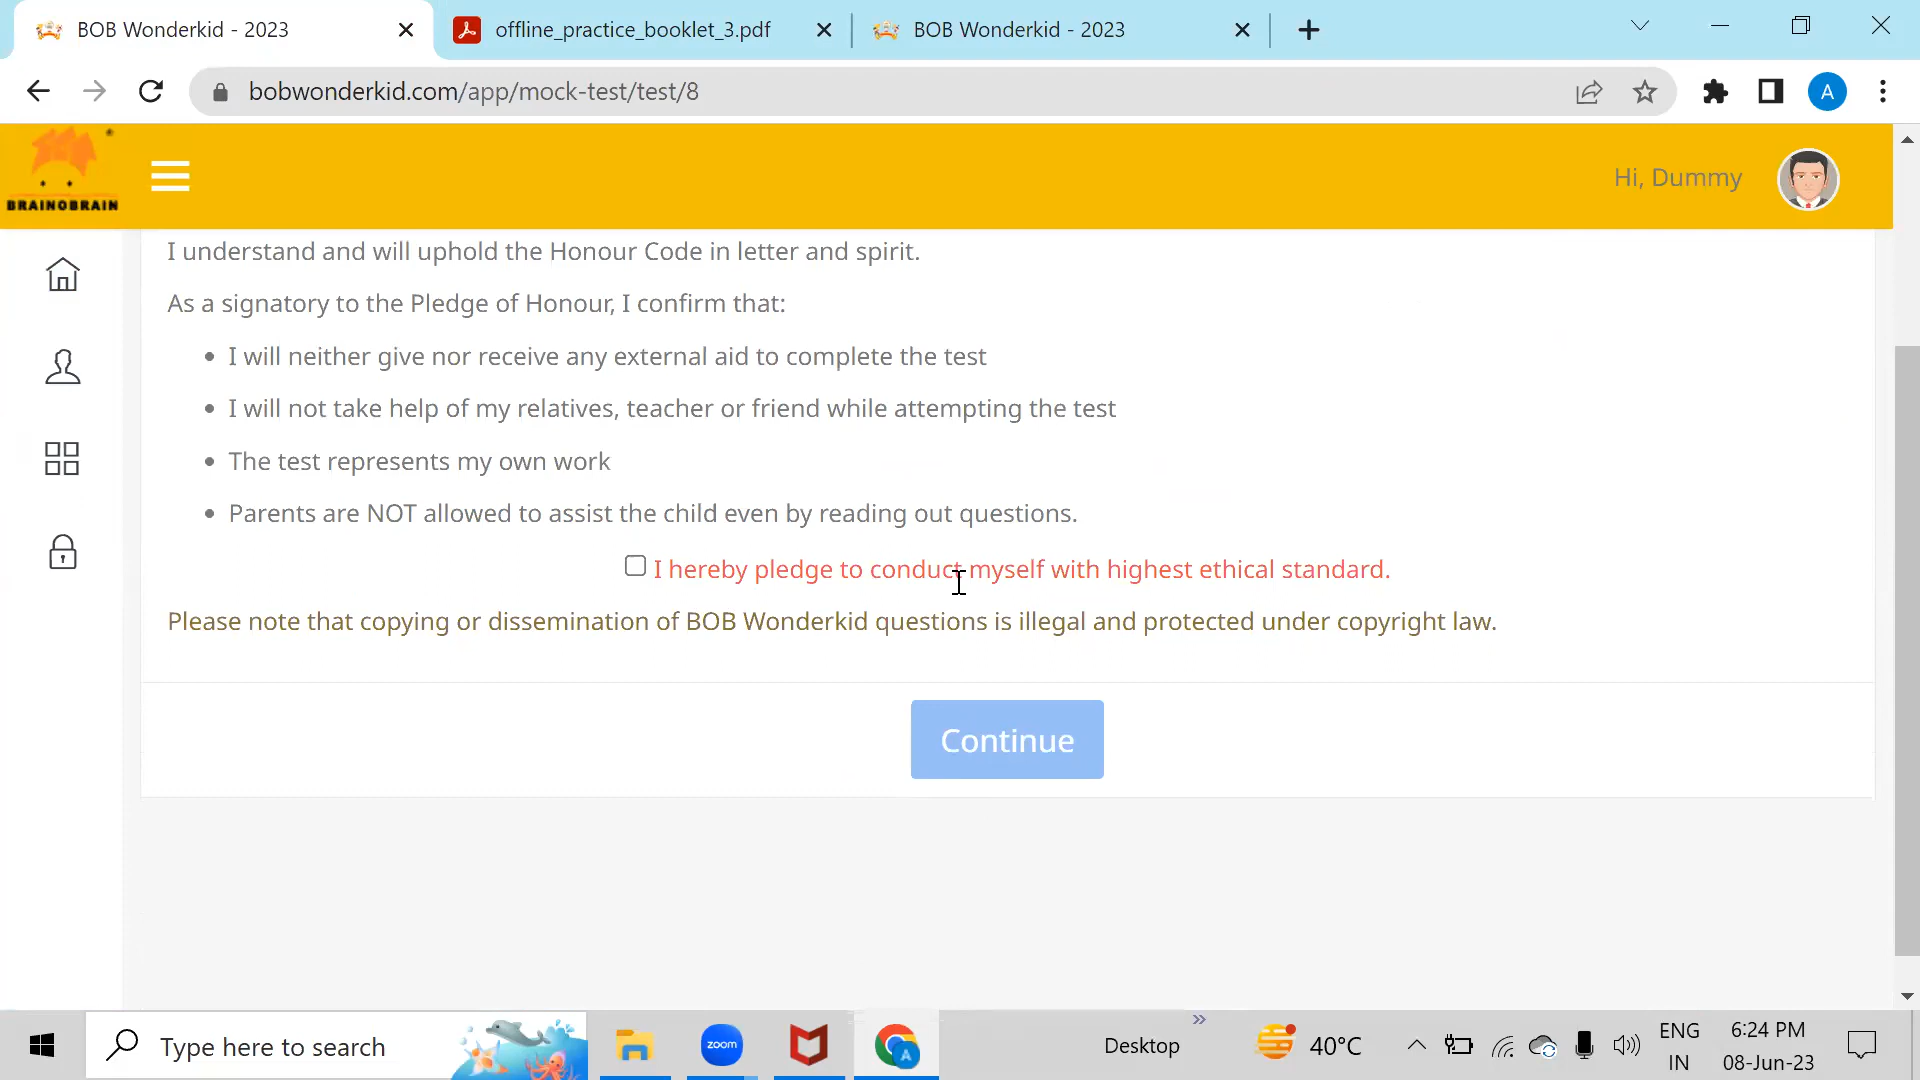 BOB Wonderkid - 2023
offline_practice_booklet_3.pdf
BOB Wonderkid - 2023
bobwonderkid.com/app/mock-test/test/8
A
BRAINOBRAIN
Hi, Dummy
I understand and will uphold the Honour Code in letter and spirit.
As a signatory to the Pledge of Honour, I confirm that:
• I will neither give nor receive any external aid to complete the test
• I will not take help of my relatives, teacher or friend while attempting the test
• The test represents my own work
• Parents are NOT allowed to assist the child even by reading out questions.
I hereby pledge to conduct myself with highest ethical standard.
Please note that copying or dissemination of BOB Wonderkid questions is illegal and protected under copyright law.
Continue
Type here to search
zoom
A
Desktop
40°C
ENG
IN
6:24 PM
08-Jun-23